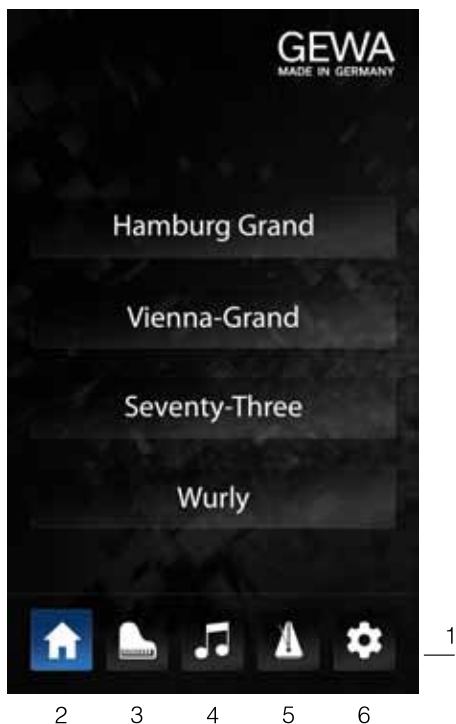 GEWA
MADE IN GERMANY
Hamburg Grand
Vienna-Grand
Seventy-Three
Wurly
1
2 3 4 5 6